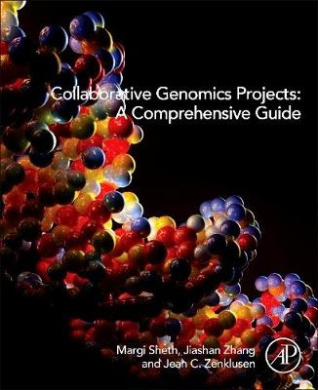 Collaborative Genomics Projects:
A Comprehensive Guide
Margi Sheth, Jiashan Zhang
and Jean C. Zenklusen
AP